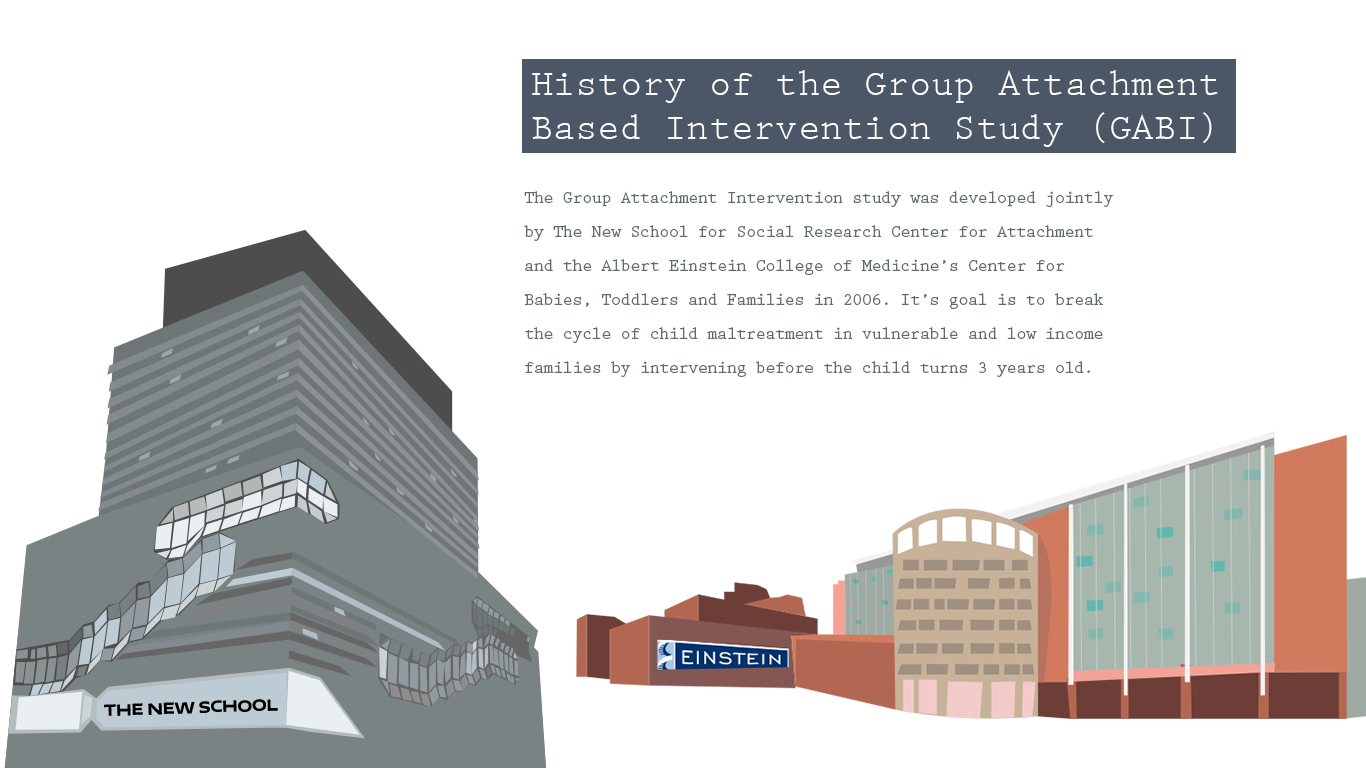 History of the Group Attachment
Based Intervention Study (GABI)
The Group Attachment Intervention study was developed jointly
by The New School for Social Research Center for Attachment
and the Albert Einstein College of Medicine’s Center for
Babies, Toddlers and Families in 2006. It’s goal is to break
the cycle of child maltreatment in vulnerable and low income
families by intervening before the child turns 3 years old.
EINSTEIN
THE NEW SCHOOL